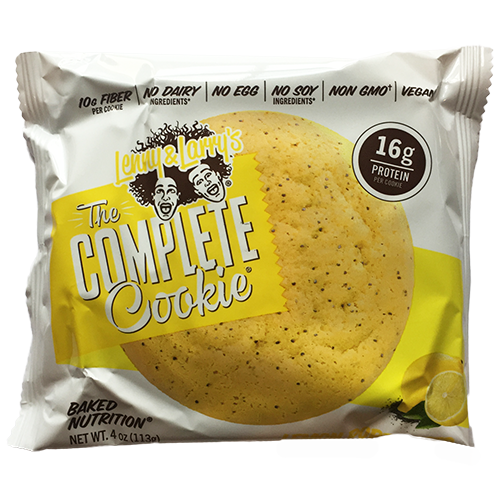 10g FIBER
PER COOKIE
NO DAIRY
INGREDIENTS*
NO EGG
NO SOY
INGREDIENTS*
NON GMO†
VEGAN
Lenny & Larry's®
The
COMPLETE
Cookie®
16g
PROTEIN
PER COOKIE
BAKED
NUTRITION®
NET WT. 4 oz (113g)